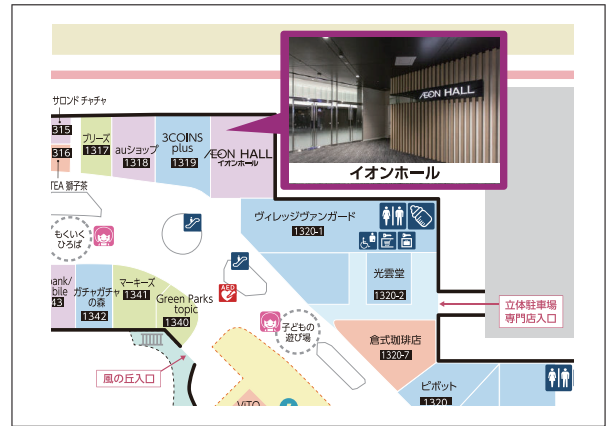 ÆON HALL
イオンホール
サロンド チャチャ
315
316
TEA 獅子茶
ブリーズ
1317
auショップ
1318
3COINS
plus
1319
ÆON HALL
イオンホール
もくいく
ひろば
ヴィレッジヴァンガード
1320-1
光雲堂
1320-2
立体駐車場
専門店入口
bank/
bile
43
ガチャガチャ
の森
1342
マーキーズ
1341
Green Parks
topic
1340
AED
子どもの
遊び場
倉式珈琲店
1320-7
風の丘入口
ピボット
1320
ViTO